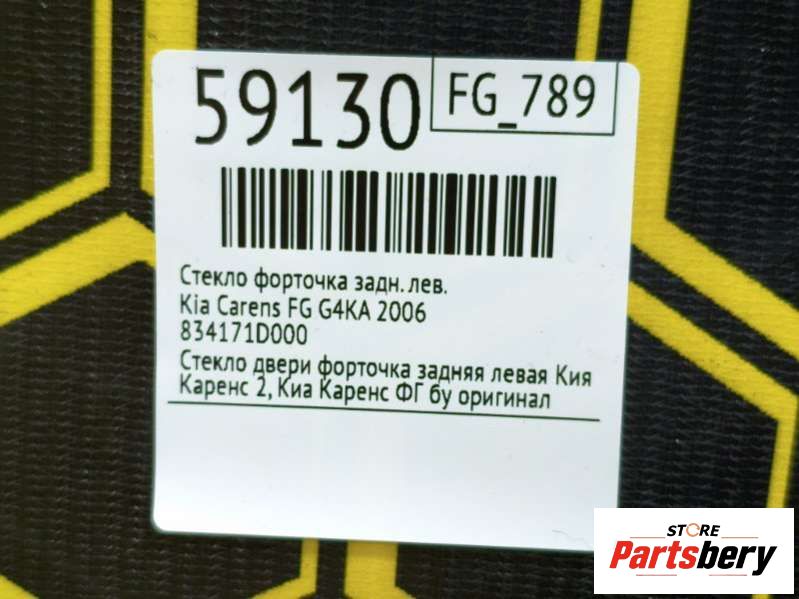 59130
FG_789
Стекло форточка задн. лев.
Kia Carens FG G4KA 2006
834171D000
Стекло двери форточка задняя левая Кия
Каренс 2, Киа Каренс ФГ бу оригинал
STORE
Partsbery